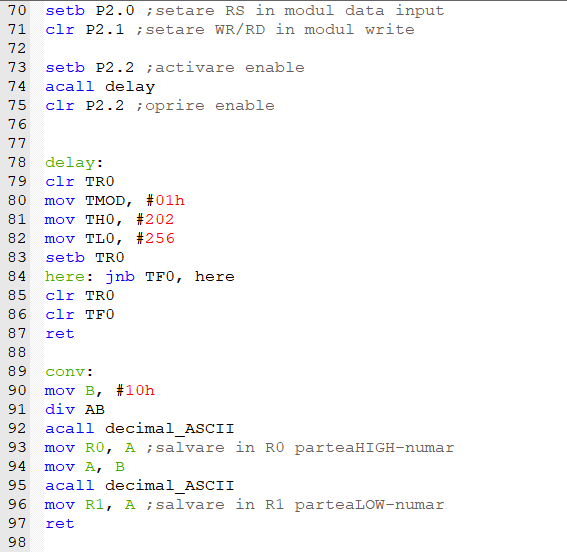 70 setb P2.0 ;setare RS in modul data input
71 clr P2.1 ;setare WR/RD in modul write
72
73 setb P2.2 ;activare enable
74 acall delay
75 clr P2.2 ;oprire enable
76
77
78 delay:
79 clr TR0
80 mov TMOD, #01h
81 mov TH0, #202
82 mov TL0, #256
83 setb TR0
84 here: jnb TF0, here
85 clr TR0
86 clr TF0
87 ret
88
89 conv:
90 mov B, #10h
91 div AB
92 acall decimal_ASCII
93 mov R0, A ;salvare in R0 parteaHIGH-numar
94 mov A, B
95 acall decimal_ASCII
96 mov R1, A ;salvare in R1 parteaLOW-numar
97 ret
98